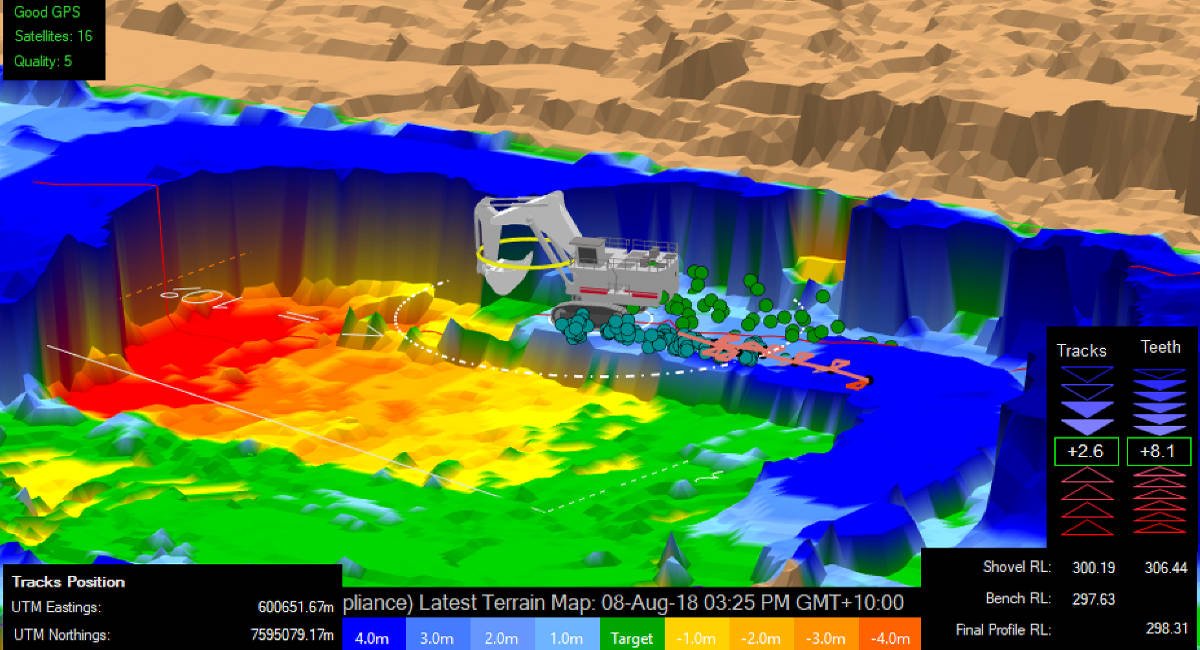 Good GPS
Satellites: 16
Quality: 5
Tracks Teeth
+2.6 +8.1
Tracks Position
UTM Eastings: 600651.67m
UTM Northings: 7595079.17m
pliance) Latest Terrain Map: 08-Aug-18 03:25 PM GMT+10:00
4.0m 3.0m 2.0m 1.0m Target -1.0m -2.0m -3.0m -4.0m
Shovel RL: 300.19 306.44
Bench RL: 297.63
Final Profile RL: 298.31